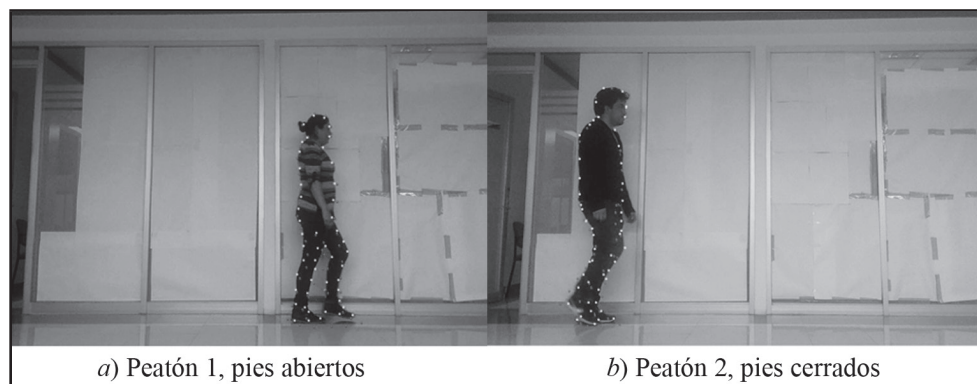 a) Peatón 1, pies abiertos
b) Peatón 2, pies cerrados